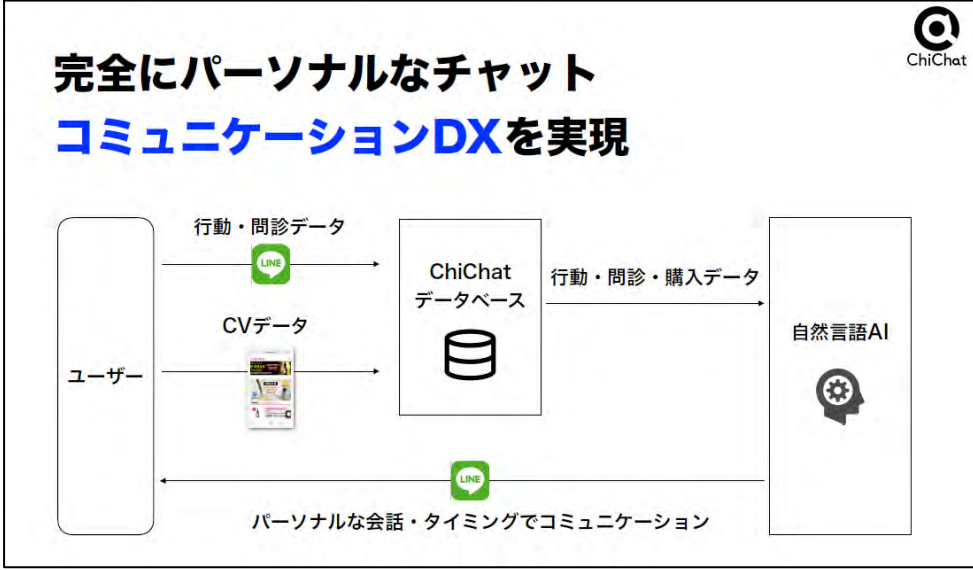 ChiChat
完全にパーソナルなチャット
コミュニケーションDXを実現
行動・問診データ
LINE
CVデータ
ユーザー
ChiChat
データベース
行動・問診・購入データ
自然言語AI
LINE
パーソナルな会話・タイミングでコミュニケーション